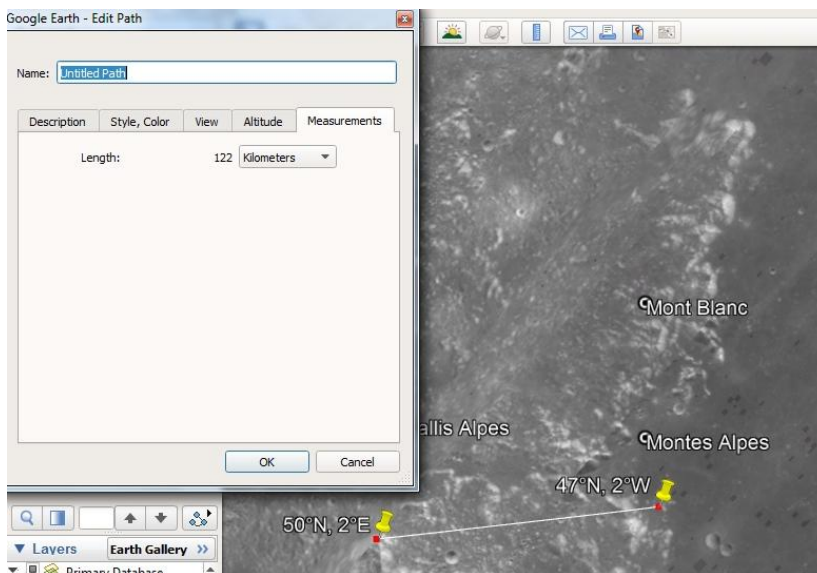 Google Earth - Edit Path
Name: Untitled Path
Description Style, Color View Altitude Measurements
Length: 122 Kilometers
OK Cancel
Mont Blanc
allis Alpes
Montes Alpes
47°N, 2°W
50°N, 2°E
Layers Earth Gallery >>
Primary Database